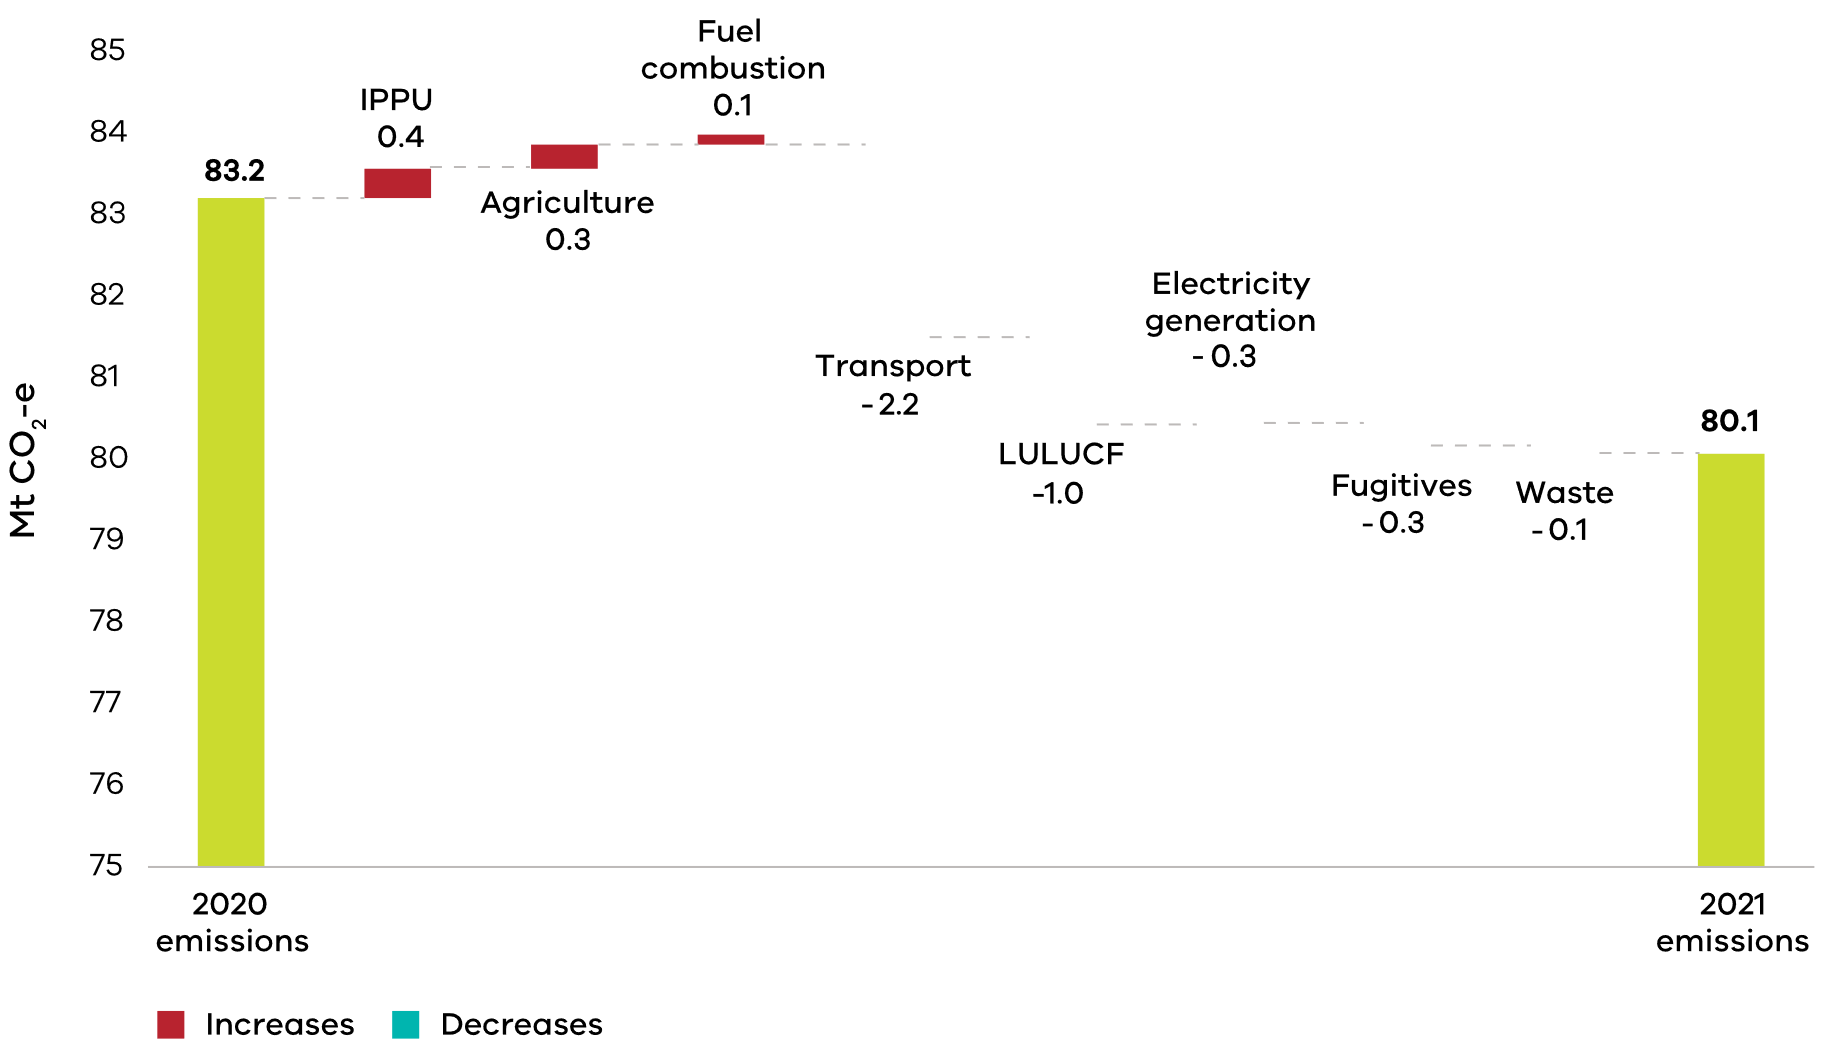 Mt CO₂-e
85
84
83
82
81
80
79
78
77
76
75
83.2
IPPU
0.4
Agriculture
0.3
Fuel
combustion
0.1
Transport
-2.2
LULUCF
-1.0
Electricity
generation
-0.3
Fugitives
-0.3
Waste
-0.1
80.1
2020
emissions
2021
emissions
Increases
Decreases